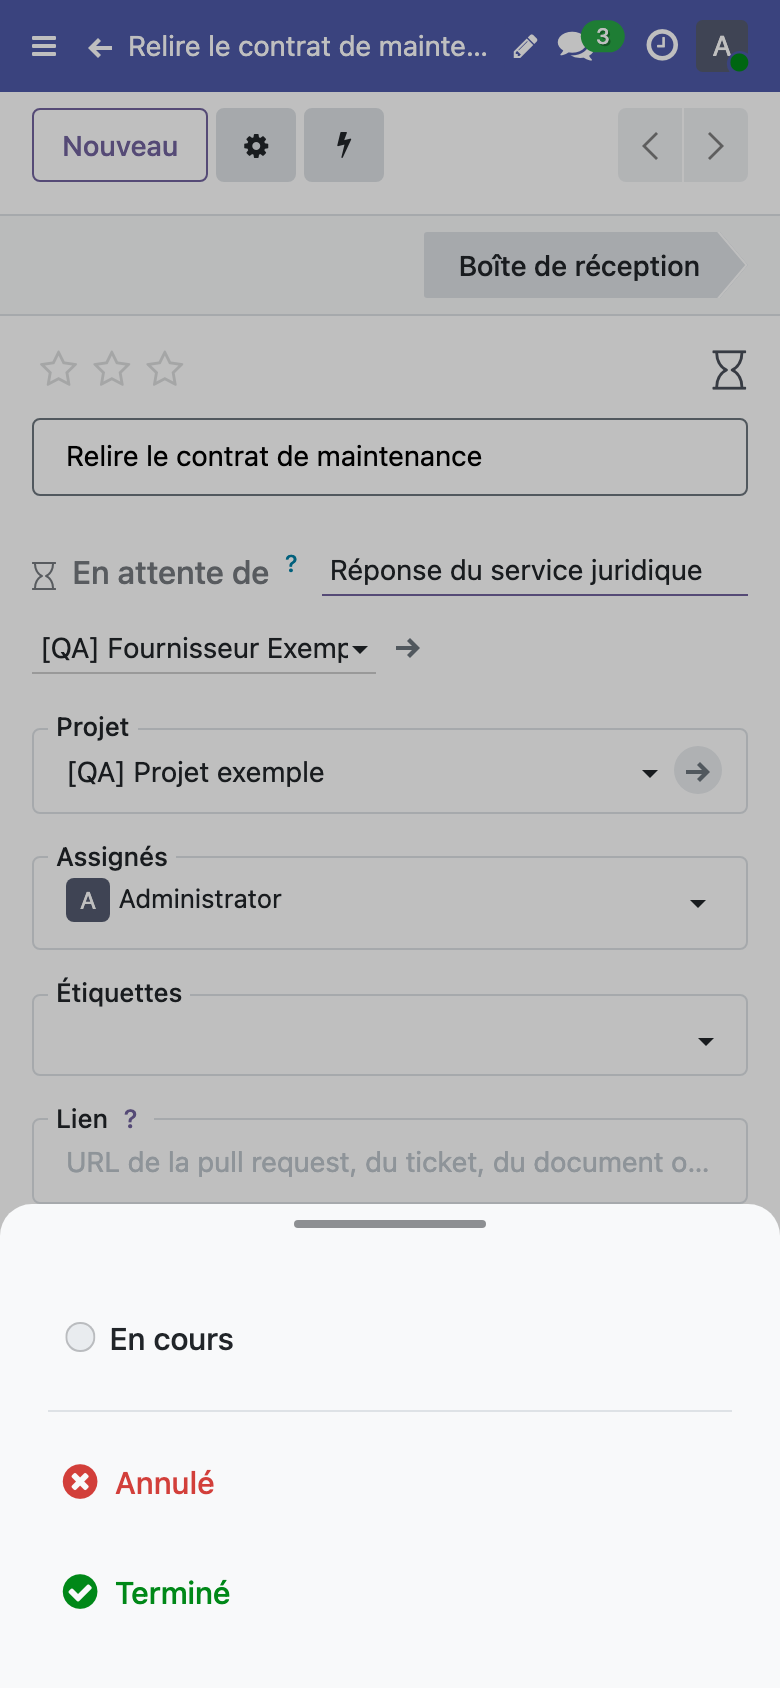 Relire le contrat de mainte...
3
A
Nouveau
Boîte de réception
Relire le contrat de maintenance
En attente de ?
Réponse du service juridique
[QA] Fournisseur Exemp
Projet
[QA] Projet exemple
Assignés
A Administrator
Étiquettes
Lien ?
URL de la pull request, du ticket, du document o...
En cours
Annulé
Terminé